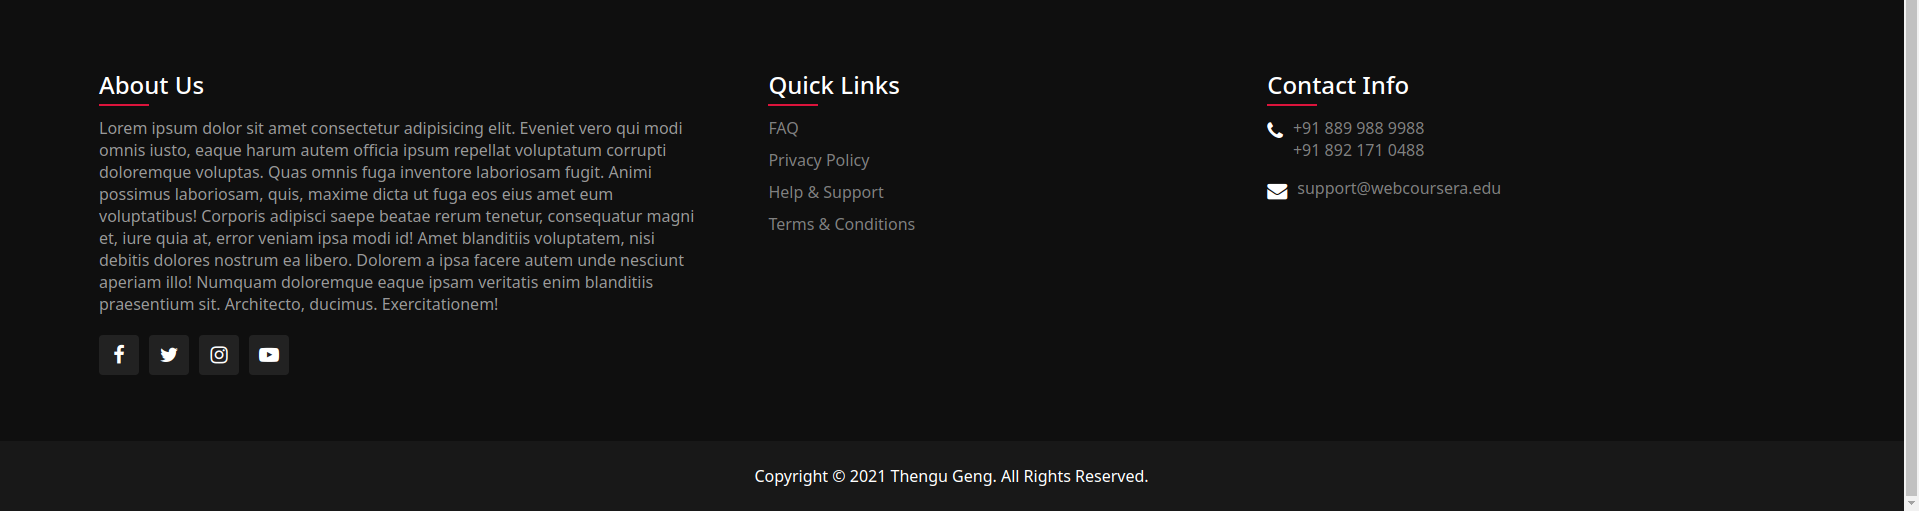 About Us
Lorem ipsum dolor sit amet consectetur adipisicing elit. Eveniet vero qui modi
omnis iusto, eaque harum autem officia ipsum repellat voluptatum corrupti
doloremque voluptas. Quas omnis fuga inventore laboriosam fugit. Animi
possimus laboriosam, quis, maxime dicta ut fuga eos eius amet eum
voluptatibus! Corporis adipisci saepe beatae rerum tenetur, consequatur magni
et, iure quia at, error veniam ipsa modi id! Amet blanditiis voluptatem, nisi
debitis dolores nostrum ea libero. Dolorem a ipsa facere autem unde nesciunt
aperiam illo! Numquam doloremque eaque ipsam veritatis enim blanditiis
praesentium sit. Architecto, ducimus. Exercitationem!
Quick Links
FAQ
Privacy Policy
Help & Support
Terms & Conditions
Contact Info
+91 889 988 9988
+91 892 171 0488
support@webcoursera.edu
Copyright © 2021 Thengu Geng. All Rights Reserved.